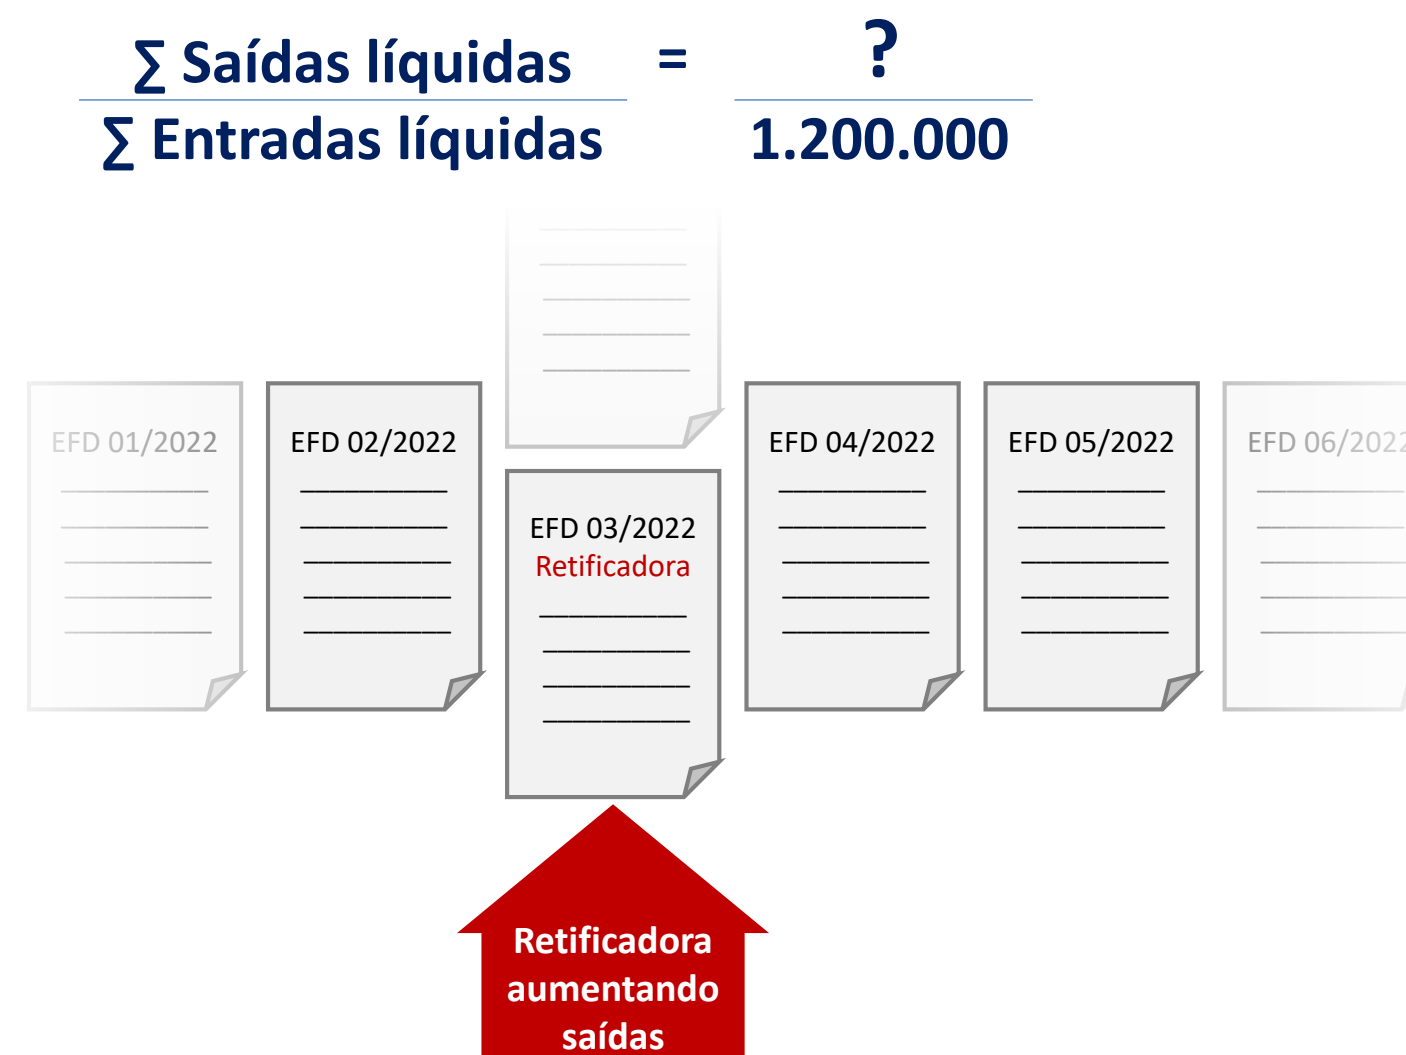 ∑ Saídas líquidas = ?
∑ Entradas líquidas 1.200.000
EFD 01/2022
EFD 02/2022
EFD 03/2022
Retificadora
EFD 04/2022
EFD 05/2022
EFD 06/2022
Retificadora
aumentando
saídas